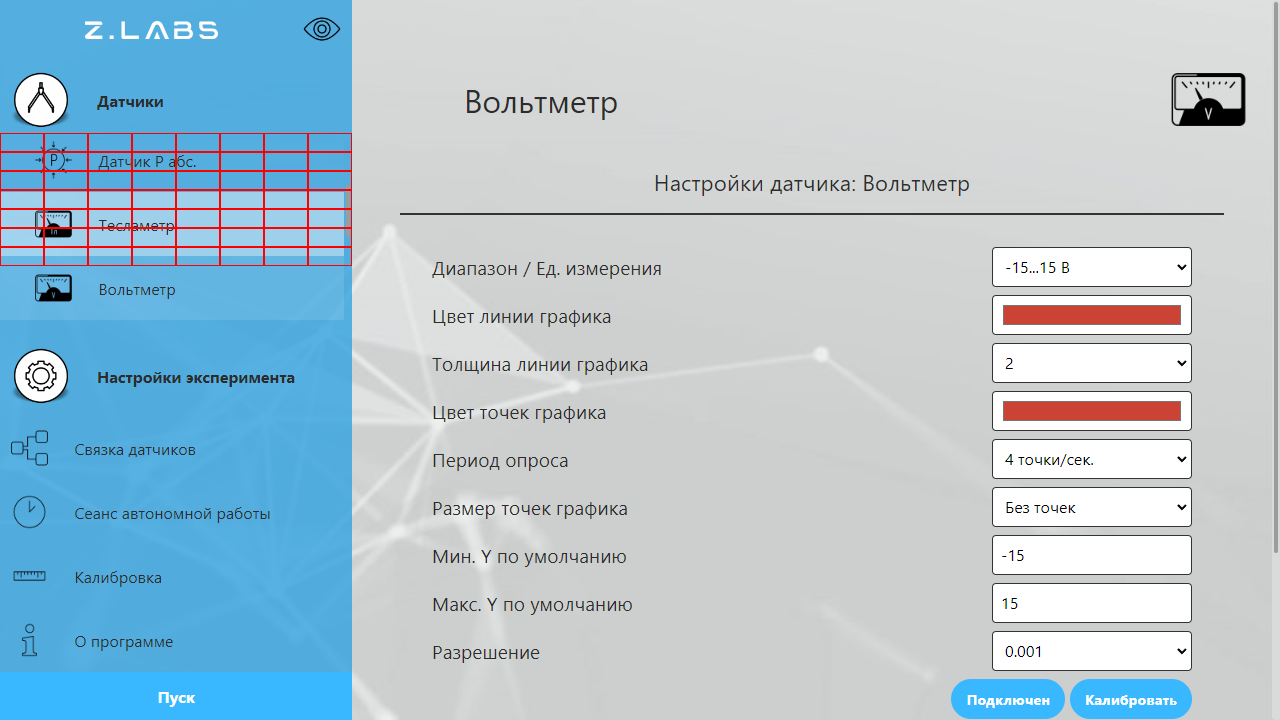 Z.LABS
Датчики
P
Датчик P абс.
Тесламетр
V
Вольтметр
Настройки эксперимента
Связка датчиков
Сеанс автономной работы
Калибровка
О программе
Пуск
Вольтметр
V
Настройки датчика: Вольтметр
Диапазон / Ед. измерения
-15...15 В
Цвет линии графика
Толщина линии графика
2
Цвет точек графика
Период опроса
4 точки/сек.
Размер точек графика
Без точек
Мин. Y по умолчанию
-15
Макс. Y по умолчанию
15
Разрешение
0.001
Подключен
Калибровать